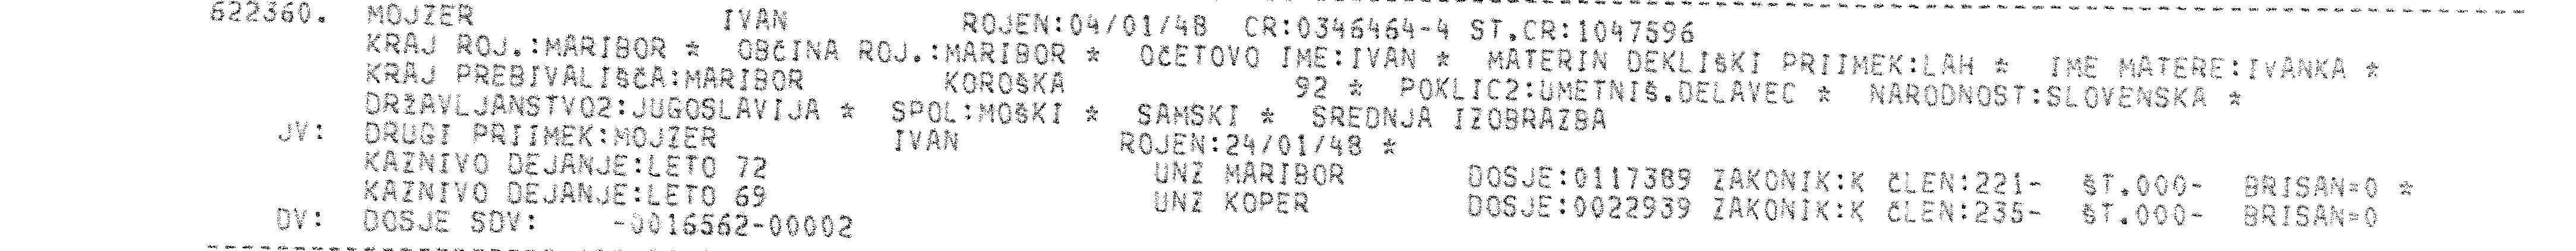 622360. MOJZER IVAN ROJEN:04/01/48 CR:0346464-4 ST.CR:1047596
KRAJ ROJ.:MARIBOR * OBČINA ROJ.:MARIBOR * OČETOVO IME:IVAN * MATERIN DEKLIŠKI PRIIMEK:LAH * IME MATERE:IVANKA *
KRAJ PREBIVALIŠČA:MARIBOR KOROŠKA 92 * POKLIC2:UMETNIŠ.DELAVEC * NARODNOST:SLOVENSKA *
DRŽAVLJANSTVO2:JUGOSLAVIJA * SPOL:MOŠKI * SAMSKI * SREDNJA IZOBRAZBA
JV: DRUGI PRIIMEK:MOJZER IVAN ROJEN:24/01/48 *
KAZNIVO DEJANJE:LETO 72 UNZ MARIBOR DOSJE:0117389 ZAKONIK:K ČLEN:221- ŠT.000- BRISAN=0 *
KAZNIVO DEJANJE:LETO 69 UNZ KOPER DOSJE:0022939 ZAKONIK:K ČLEN:235- ŠT.000- BRISAN=0
DV: DOSJE SDV: -0016562-00002